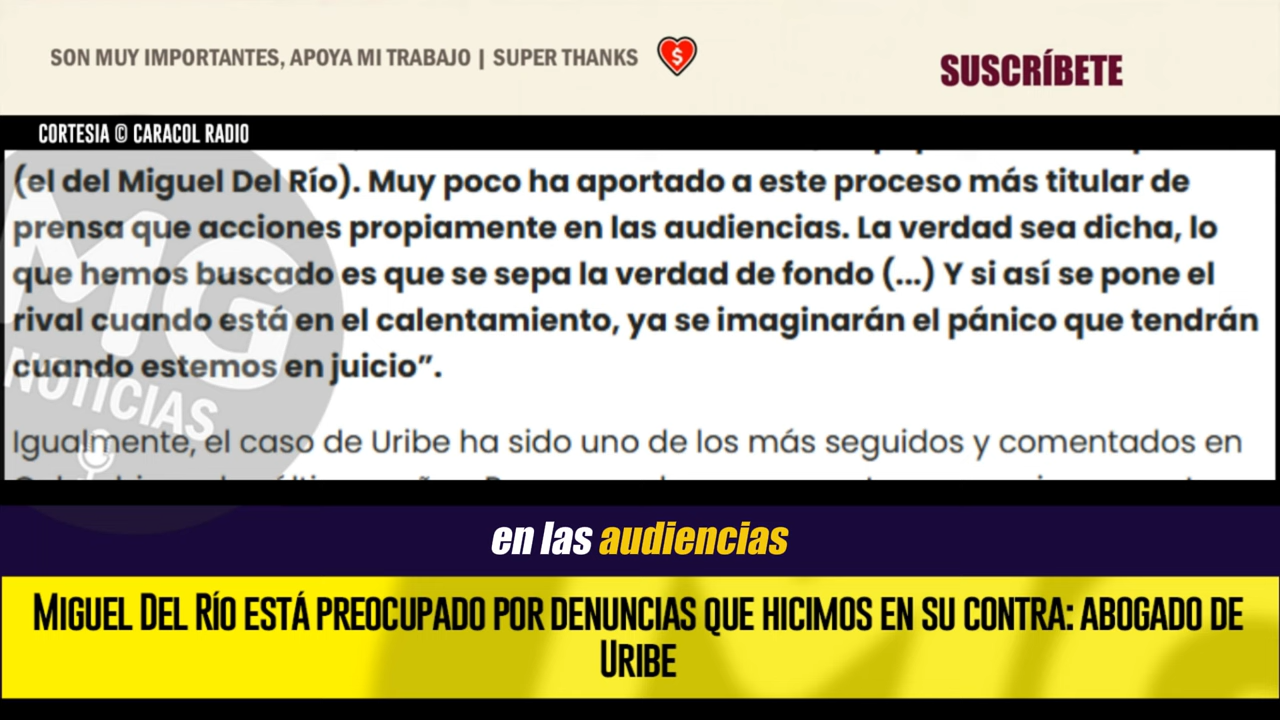 SON MUY IMPORTANTES, APOYA MI TRABAJO | SUPER THANKS
SUSCRÍBETE
CORTESIA © CARACOL RADIO
(el del Miguel Del Río). Muy poco ha aportado a este proceso más titular de
prensa que acciones propiamente en las audiencias. La verdad sea dicha, lo
que hemos buscado es que se sepa la verdad de fondo (...) Y si así se pone el
rival cuando está en el calentamiento, ya se imaginarán el pánico que tendrán
cuando estemos en juicio”.
MG
NOTICIAS
Igualmente, el caso de Uribe ha sido uno de los más seguidos y comentados en
en las audiencias
MIGUEL DEL RÍO ESTÁ PREOCUPADO POR DENUNCIAS QUE HICIMOS EN SU CONTRA: ABOGADO DE
URIBE